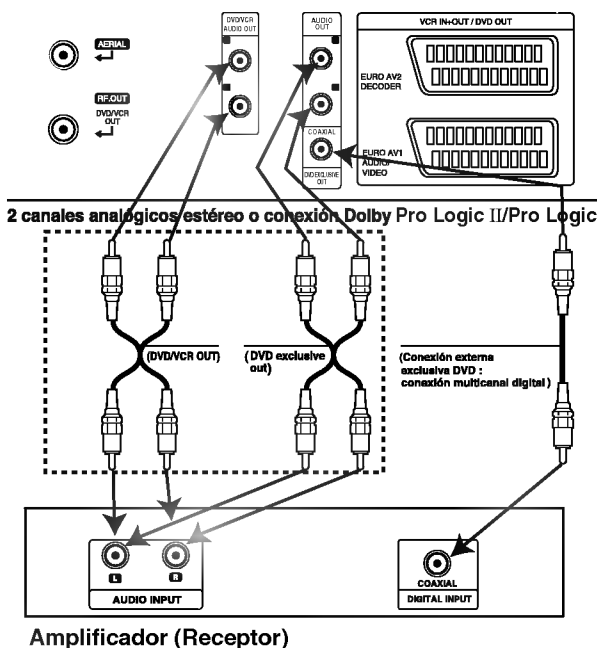 DVD/VCR
AUDIO OUT
AUDIO
OUT
VCR IN+OUT / DVD OUT
AERIAL
EURO AV2
DECODER
RF.OUT
DVD/VCR
OUT
COAXIAL
EURO AV1
AUDIO/
VIDEO
DVD EXCLUSIVE
OUT
2 canales analógicos estéreo o conexión Dolby Pro Logic II/Pro Logic
(DVD/VCR OUT)
(DVD exclusive
out)
(Conexión externa
exclusiva DVD :
conexión multicanal digital)
L
R
AUDIO INPUT
COAXIAL
DIGITAL INPUT
Amplificador (Receptor)